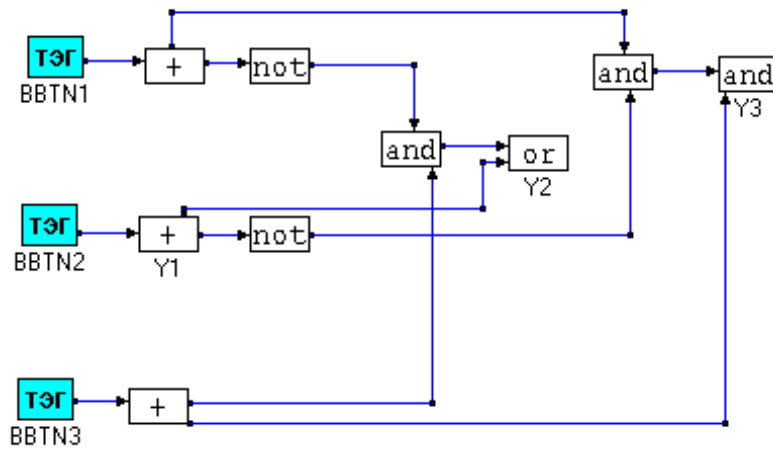 ТЭГ
BBTN1
+
not
and
and
Y3
and
or
Y2
ТЭГ
BBTN2
+
Y1
not
ТЭГ
BBTN3
+